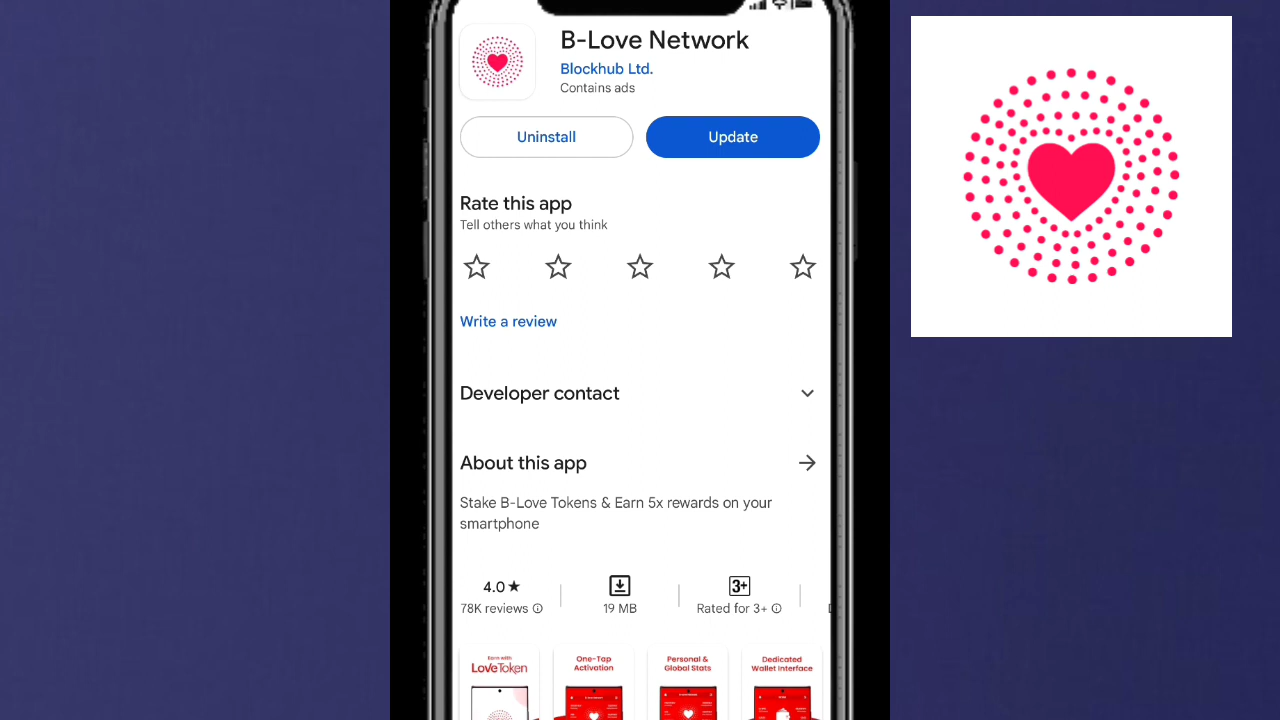 B-Love Network
Blockhub Ltd.
Contains ads
Uninstall
Update
Rate this app
Tell others what you think
Write a review
Developer contact
About this app
Stake B-Love Tokens & Earn 5x rewards on your
smartphone
4.0★
78K reviews
19 MB
3+
Rated for 3+
Earn with
LoveToken
One-Tap
Activation
Personal &
Global Stats
Dedicated
Wallet Interface